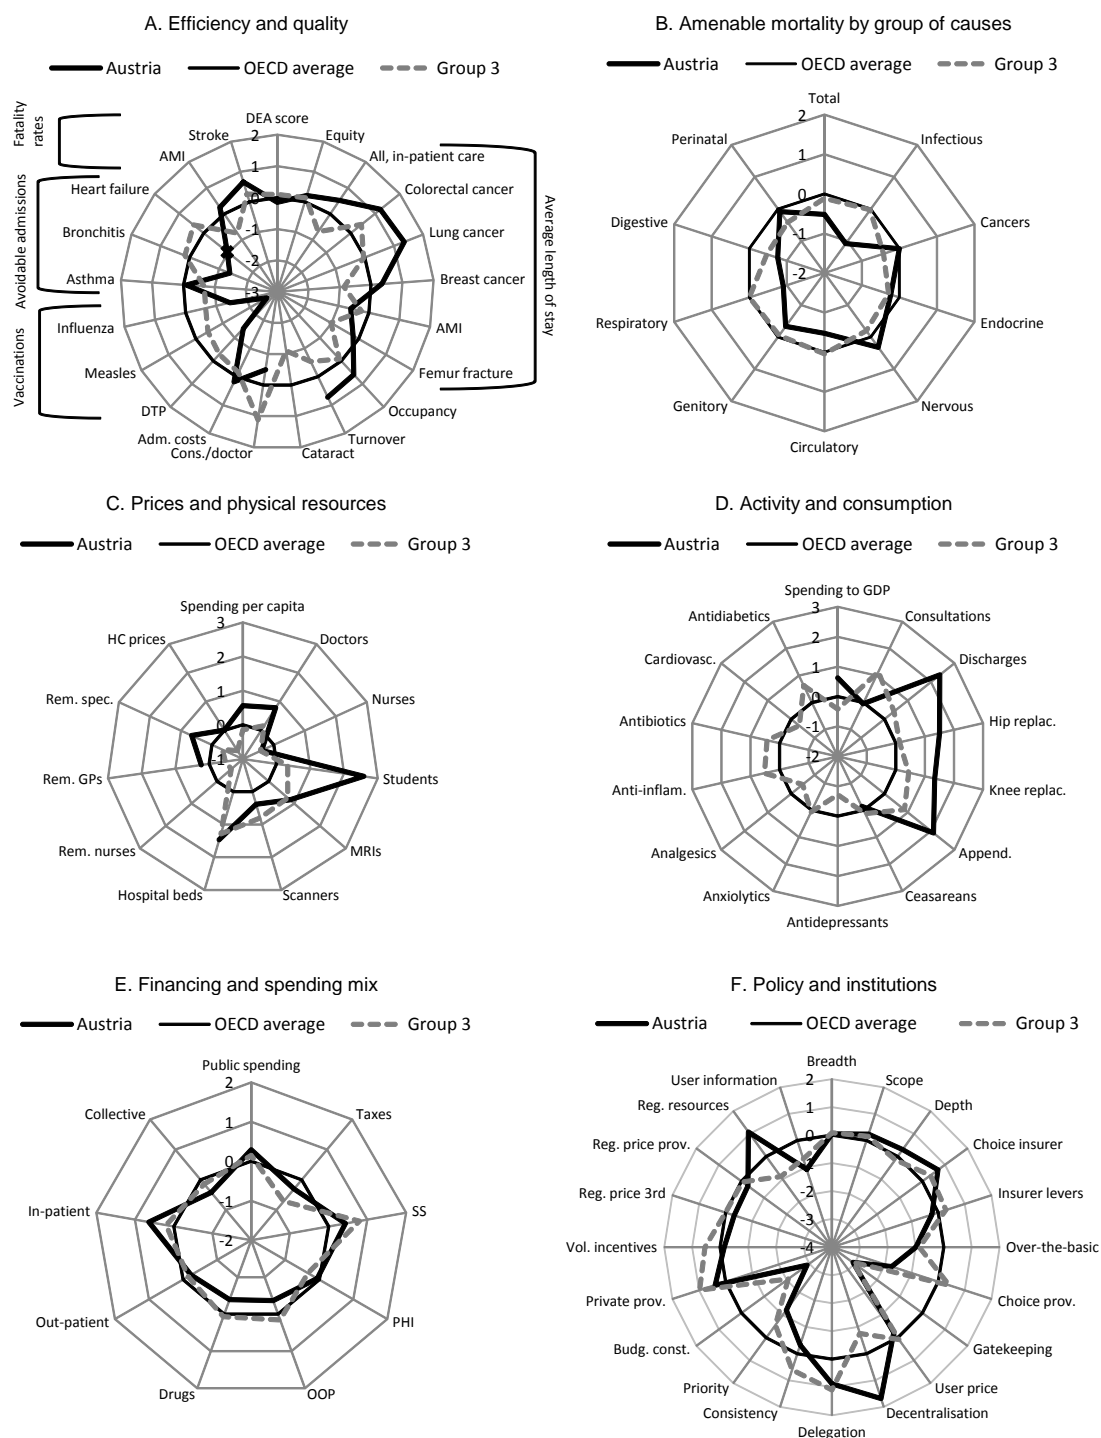 A. Efficiency and quality
Austria OECD average Group 3
Fatality rates
Avoidable admissions
Vaccinations
Average length of stay
DEA score
Equity
All, in-patient care
Colorectal cancer
Lung cancer
Breast cancer
AMI
Femur fracture
Occupancy
Turnover
Cataract
Cons./doctor
Adm. costs
DTP
Measles
Influenza
Asthma
Bronchitis
Heart failure
AMI
Stroke
2
1
0
-1
-2
-3
B. Amenable mortality by group of causes
Austria OECD average Group 3
Total
Infectious
Cancers
Endocrine
Nervous
Circulatory
Genitory
Respiratory
Digestive
Perinatal
2
1
0
-1
-2
C. Prices and physical resources
Austria OECD average Group 3
Spending per capita
Doctors
Nurses
Students
MRIs
Scanners
Hospital beds
Rem. nurses
Rem. GPs
Rem. spec.
HC prices
3
2
1
0
-1
D. Activity and consumption
Austria OECD average Group 3
Spending to GDP
Consultations
Discharges
Hip replac.
Knee replac.
Append.
Ceasareans
Antidepressants
Anxiolytics
Analgesics
Anti-inflam.
Antibiotics
Cardiovasc.
Antidiabetics
3
2
1
0
-1
-2
E. Financing and spending mix
Austria OECD average Group 3
Public spending
Taxes
SS
PHI
OOP
Drugs
Out-patient
In-patient
Collective
2
1
0
-1
-2
F. Policy and institutions
Austria OECD average Group 3
Breadth
Scope
Depth
Choice insurer
Insurer levers
Over-the-basic
Choice prov.
Gatekeeping
User price
Decentralisation
Delegation
Consistency
Priority
Budg. const.
Private prov.
Vol. incentives
Reg. price 3rd
Reg. price prov.
Reg. resources
User information
2
1
0
-1
-2
-3
-4